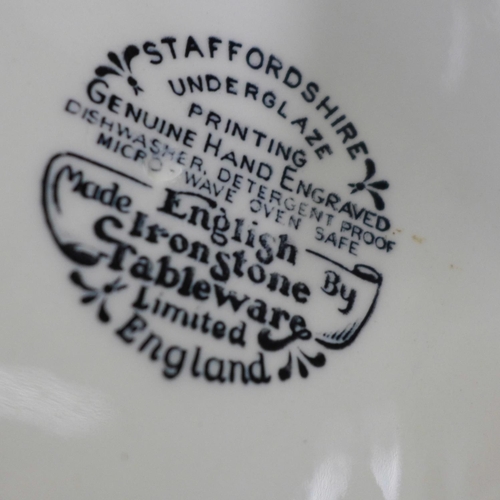 STAFFORDSHIRE
UNDERGLAZE
PRINTING
GENUINE HAND ENGRAVED
DISHWASHER, DETERGENT PROOF
MICRO-WAVE OVEN SAFE
Made English By
IronStone
Tableware
Limited
England